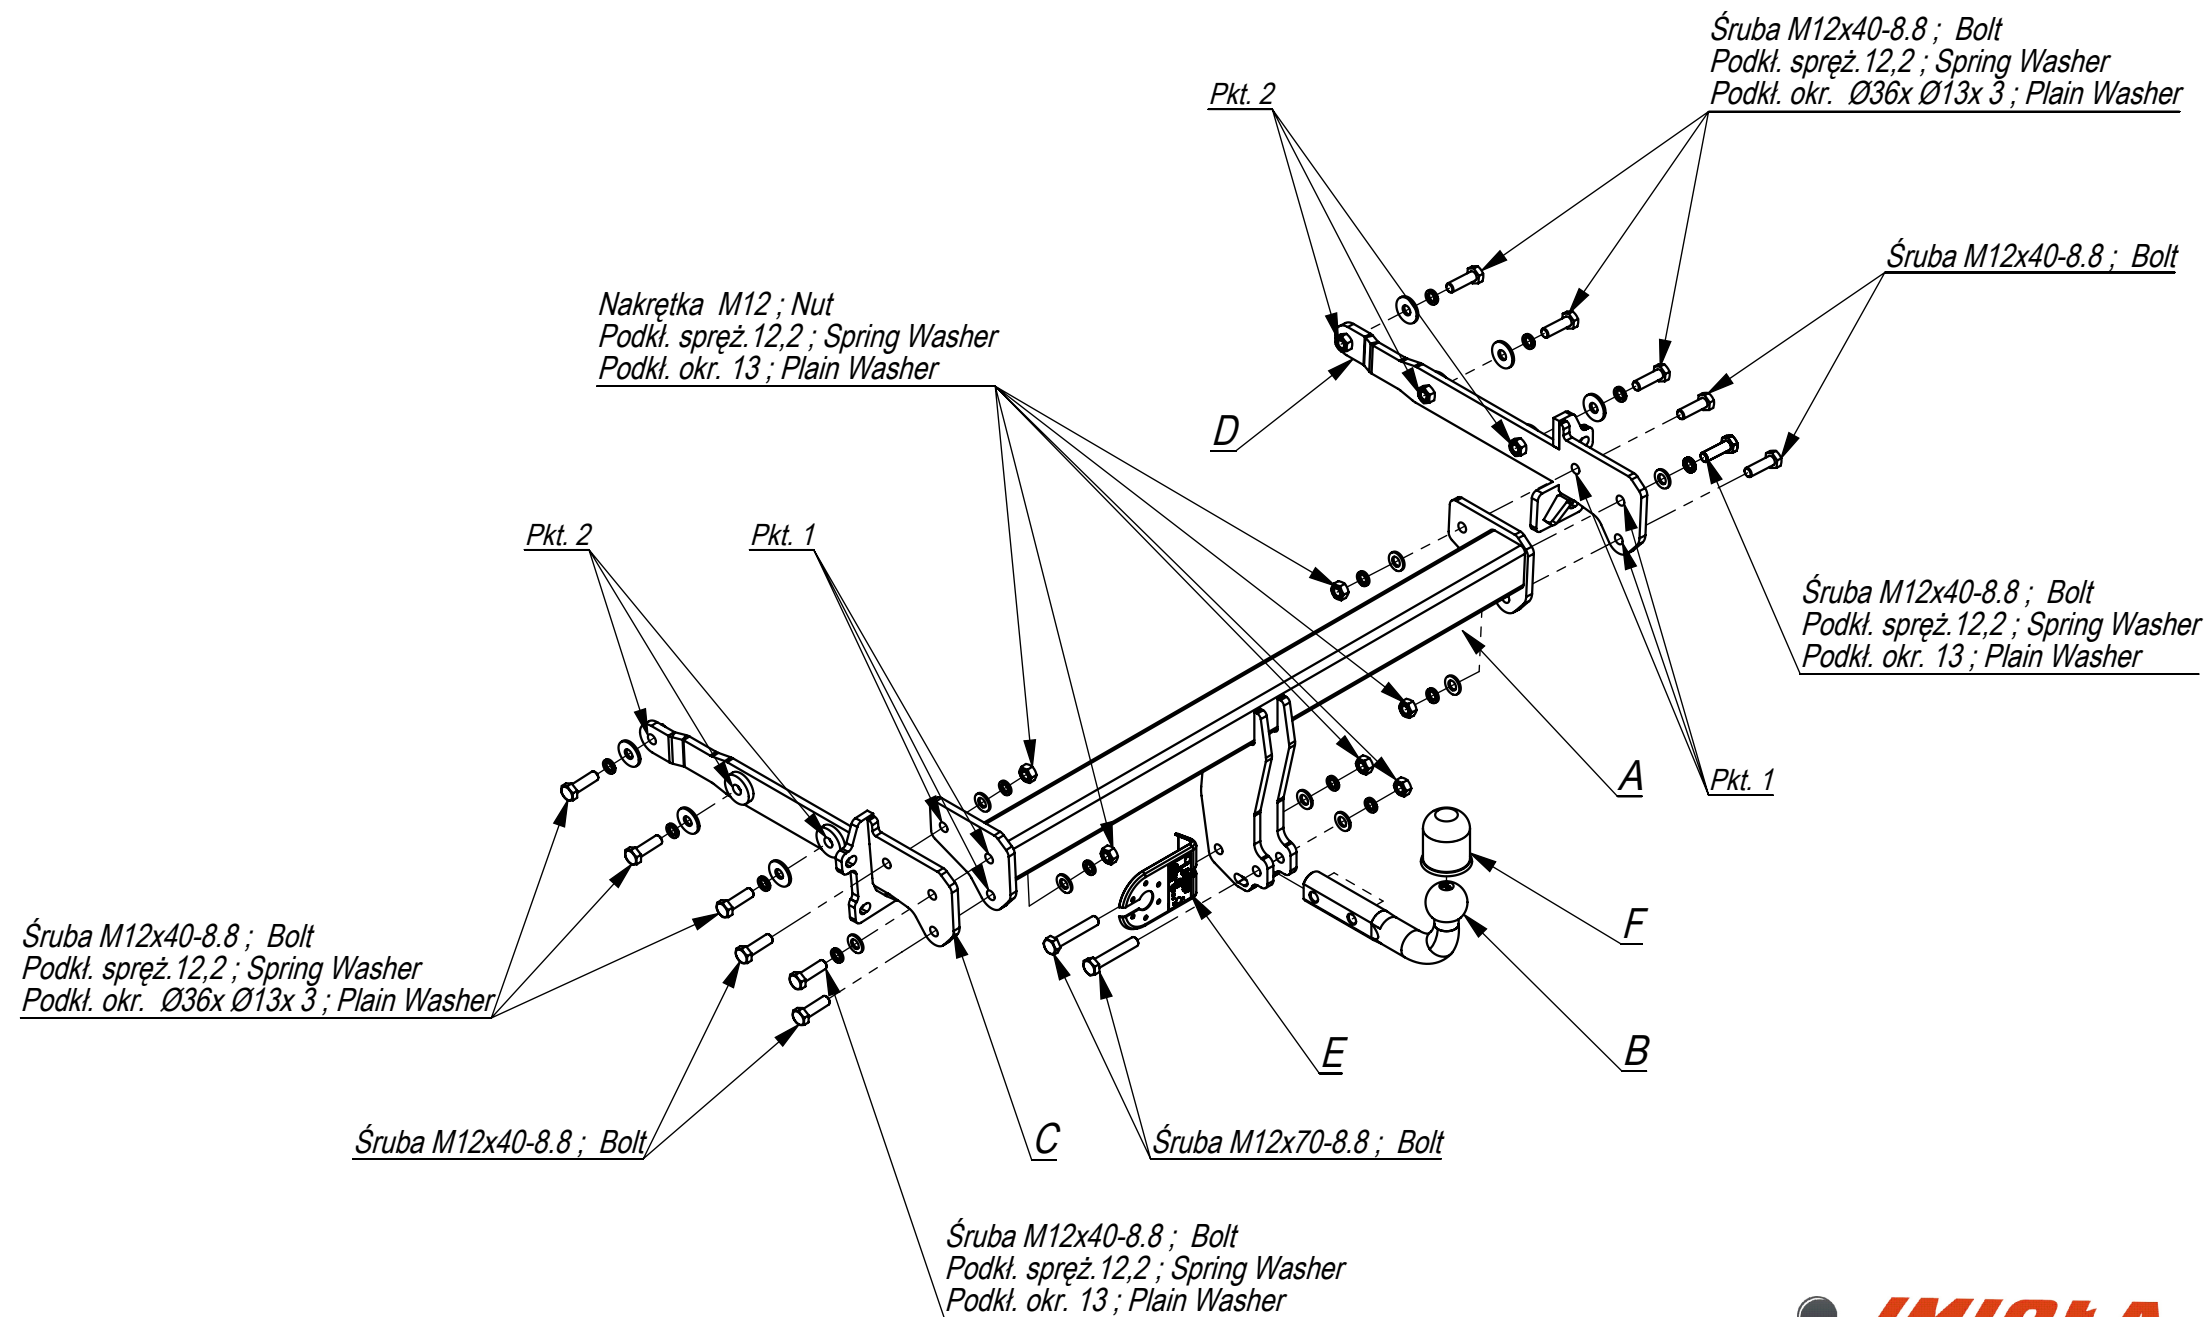 Śruba M12x40-8.8 ; Bolt
Podkł. spręż.12,2 ; Spring Washer
Podkł. okr. Ø36x Ø13x 3 ; Plain Washer
Pkt. 2
Śruba M12x40-8.8 ; Bolt
Nakrętka M12 ; Nut
Podkł. spręż.12,2 ; Spring Washer
Podkł. okr. 13 ; Plain Washer
D
Pkt. 2
Pkt. 1
Śruba M12x40-8.8 ; Bolt
Podkł. spręż.12,2 ; Spring Washer
Podkł. okr. 13 ; Plain Washer
A
Pkt. 1
F
Śruba M12x40-8.8 ; Bolt
Podkł. spręż.12,2 ; Spring Washer
Podkł. okr. Ø36x Ø13x 3 ; Plain Washer
E
B
Śruba M12x40-8.8 ; Bolt
C
Śruba M12x70-8.8 ; Bolt
Śruba M12x40-8.8 ; Bolt
Podkł. spręż.12,2 ; Spring Washer
Podkł. okr. 13 ; Plain Washer